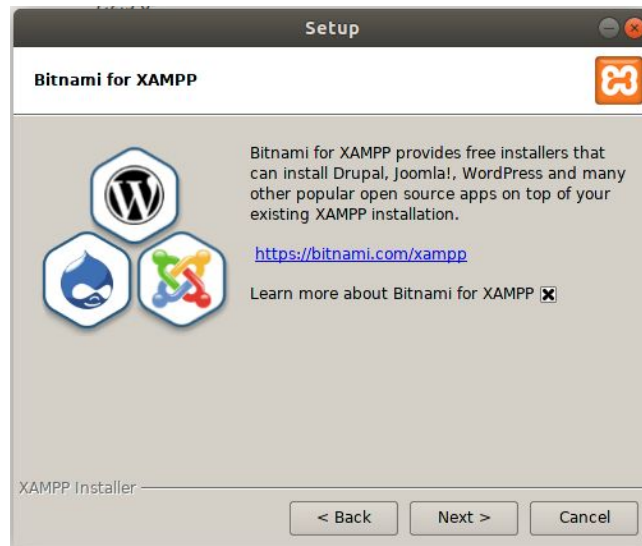 Setup
Bitnami for XAMPP
Bitnami for XAMPP provides free installers that
can install Drupal, Joomla!, WordPress and many
other popular open source apps on top of your
existing XAMPP installation.
https://bitnami.com/xampp
Learn more about Bitnami for XAMPP
XAMPP Installer
< Back
Next >
Cancel